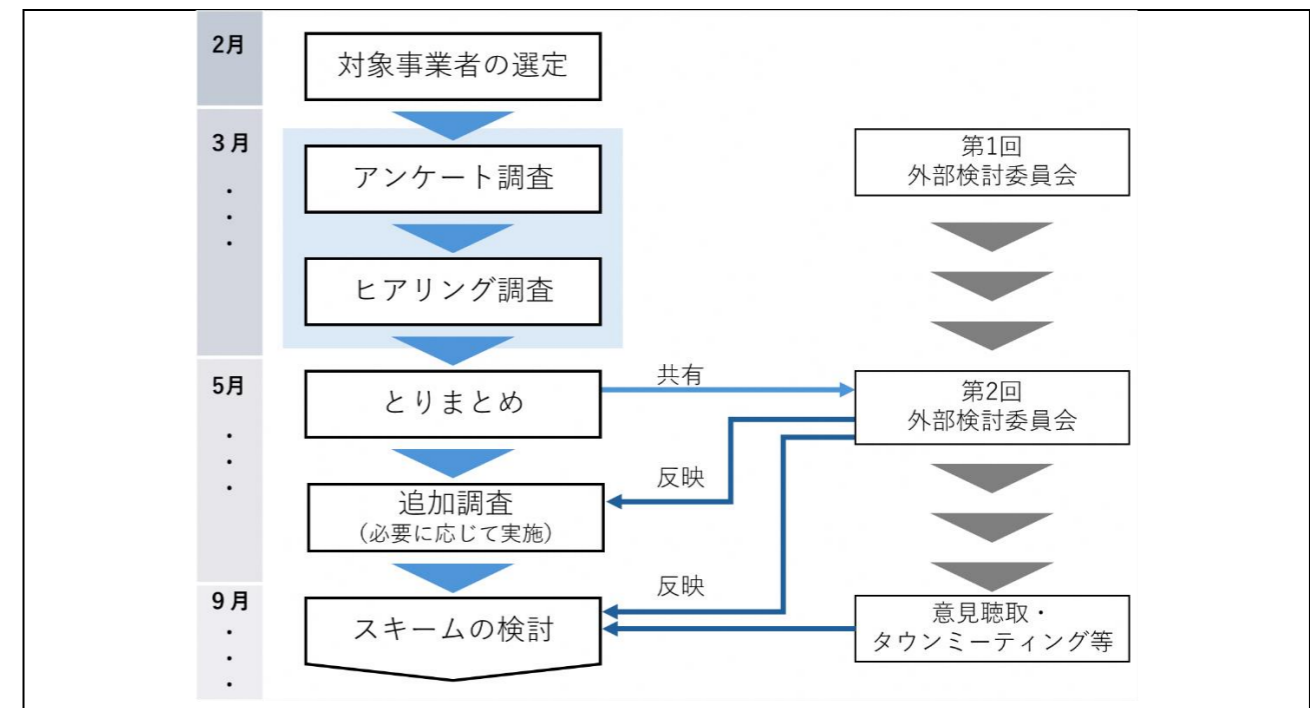 2月
対象事業者の選定
3月
・
・
・
アンケート調査
第1回
外部検討委員会
ヒアリング調査
5月
・
・
・
とりまとめ
共有
第2回
外部検討委員会
反映
追加調査
(必要に応じて実施)
9月
・
・
・
反映
スキームの検討
意見聴取・
タウンミーティング等